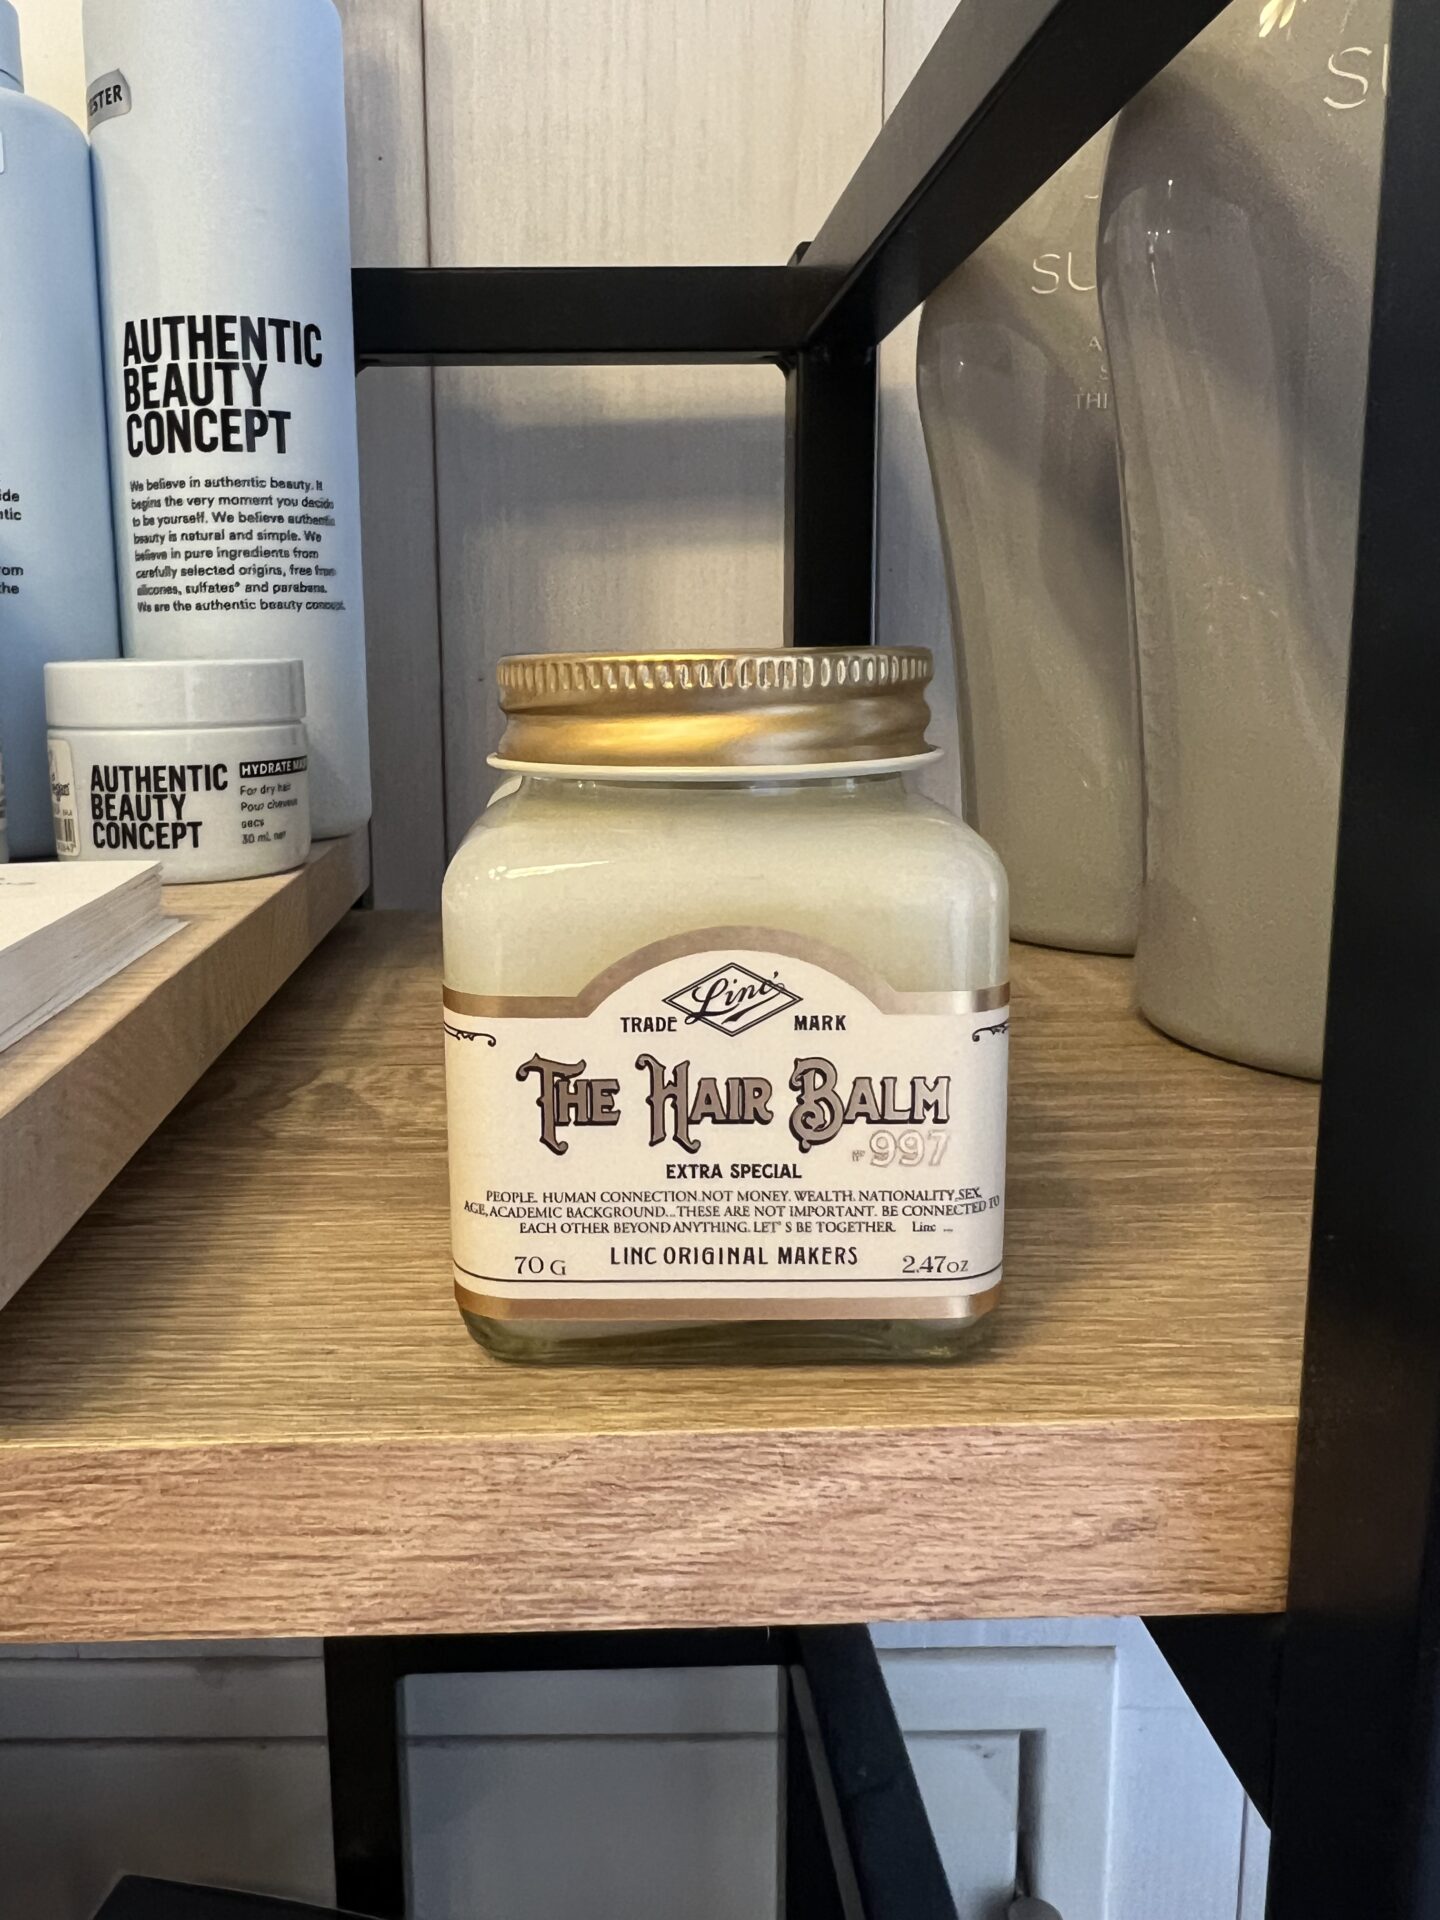 AUTHENTIC
BEAUTY
CONCEPT
We believe in authentic beauty. It
begins the very moment you decide
to be yourself. We believe authentic
beauty is natural and simple. We
believe in pure ingredients from
carefully selected origins, free from
silicones, sulfates* and parabens.
We are the authentic beauty concept.
AUTHENTIC
BEAUTY
CONCEPT
HYDRATE
For dry hair
Pour cheveux
secs
30 mL net
Linc'
TRADE MARK
THE HAIR BALM
N° 997
EXTRA SPECIAL
PEOPLE. HUMAN CONNECTION.NOT MONEY. WEALTH. NATIONALITY.SEX.
AGE, ACADEMIC BACKGROUND...THESE ARE NOT IMPORTANT. BE CONNECTED TO
EACH OTHER BEYOND ANYTHING. LET'S BE TOGETHER. Linc ...
70 G LINC ORIGINAL MAKERS 2.47oz
SU
THI
S